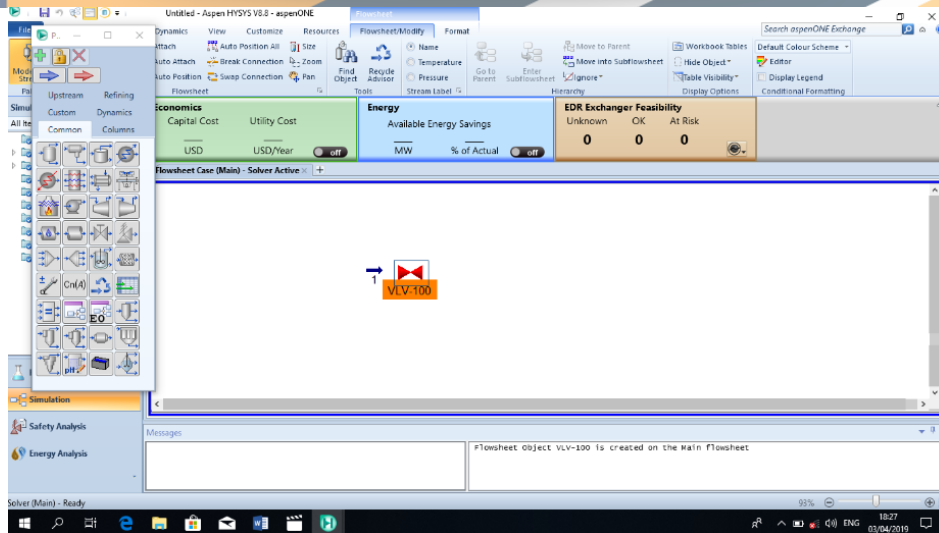 Untitled - Aspen HYSYS V8.8 - aspenONE
Flowsheet
File
Dynamics View Customize Resources Flowsheet/Modify Format
Search aspenONE Exchange
Attach
Auto Attach
Auto Position
Auto Position All
Break Connection
Swap Connection
Size
Zoom
Pan
Flowsheet
Find Object
Recycle Advisor
Tools
Name
Temperature
Pressure
Stream Label
Go to Parent
Enter Subflowsheet
Move to Parent
Move into Subflowsheet
Ignore
Hierarchy
Workbook Tables
Hide Object
Table Visibility
Display Options
Default Colour Scheme
Editor
Display Legend
Conditional Formatting
P...
Upstream Refining
Custom Dynamics
Common Columns
Cn(A)
EO
pH
Economics
Capital Cost Utility Cost
USD USD/Year off
Energy
Available Energy Savings
MW % of Actual off
EDR Exchanger Feasibility
Unknown OK At Risk
0 0 0
Flowsheet Case (Main) - Solver Active × +
1
VLV-100
Simulation
Safety Analysis
Energy Analysis
Messages
Flowsheet Object VLV-100 is created on the Main flowsheet
Solver (Main) - Ready
93%
ENG
18:27
03/04/2019